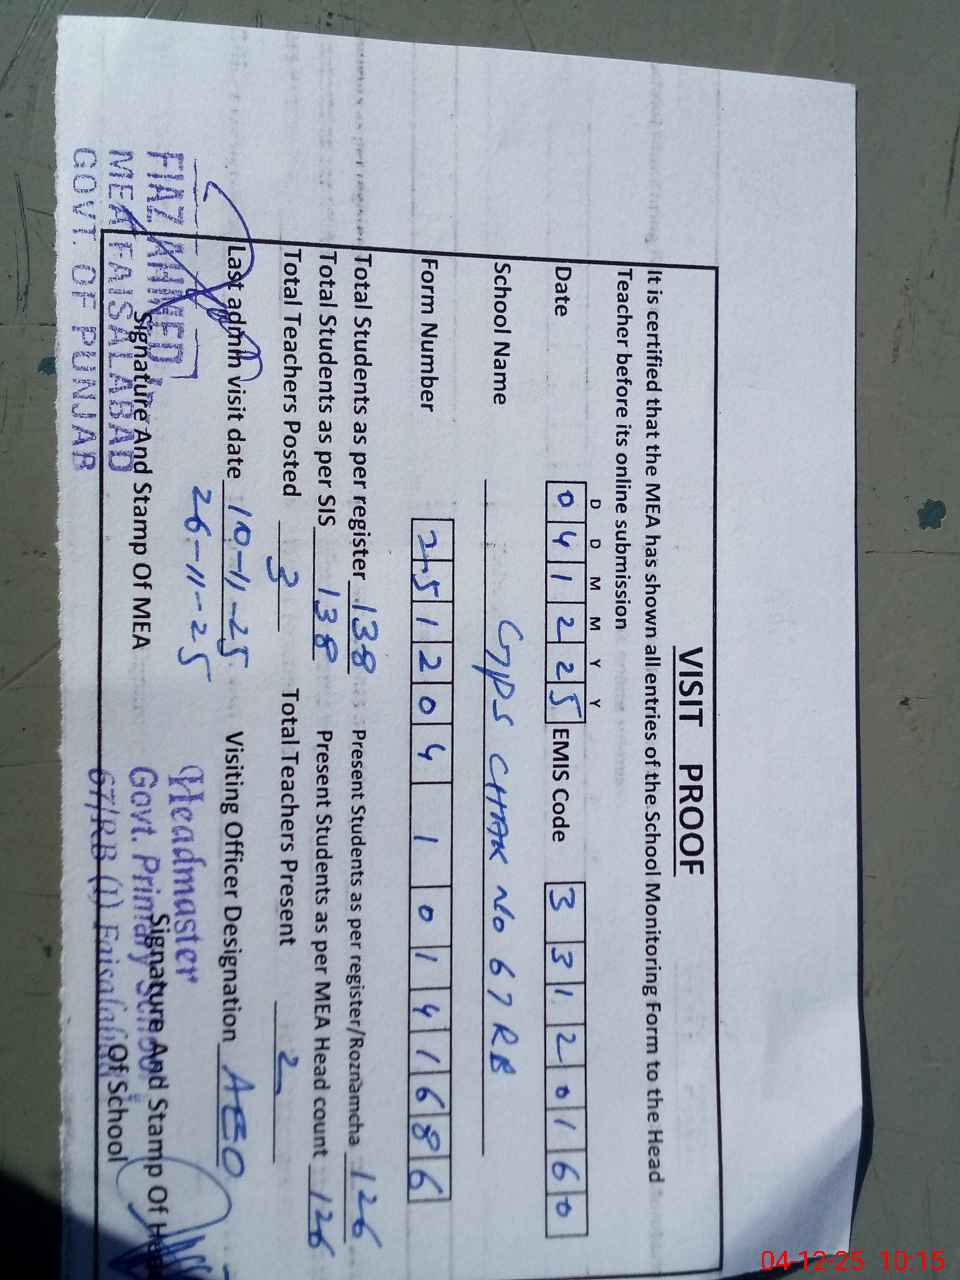 VISIT PROOF
It is certified that the MEA has shown all entries of the School Monitoring Form to the Head
Teacher before its online submission
D D M M Y Y
Date 0 4 1 2 2 5 EMIS Code 3 3 1 2 0 1 6 0
School Name GPS CHAK No 67 RB
Form Number 2 5 1 2 0 4 1 0 1 4 1 6 8 6
Total Students as per register 138 Present Students as per register/Roznamcha 126
Total Students as per SIS 138 Present Students as per MEA Head count 126
Total Teachers Posted 3 Total Teachers Present 2
Last admin visit date 10-11-25 Visiting Officer Designation AEO
26-11-25
FIAZ AHMED
MEA FAISALABAD
GOVT. OF PUNJAB
Signature And Stamp Of MEA
Headmaster
Govt. Primary School
67/RB (1) Faisalabad
Signature And Stamp Of Head
Of School
04-12-25 10:15